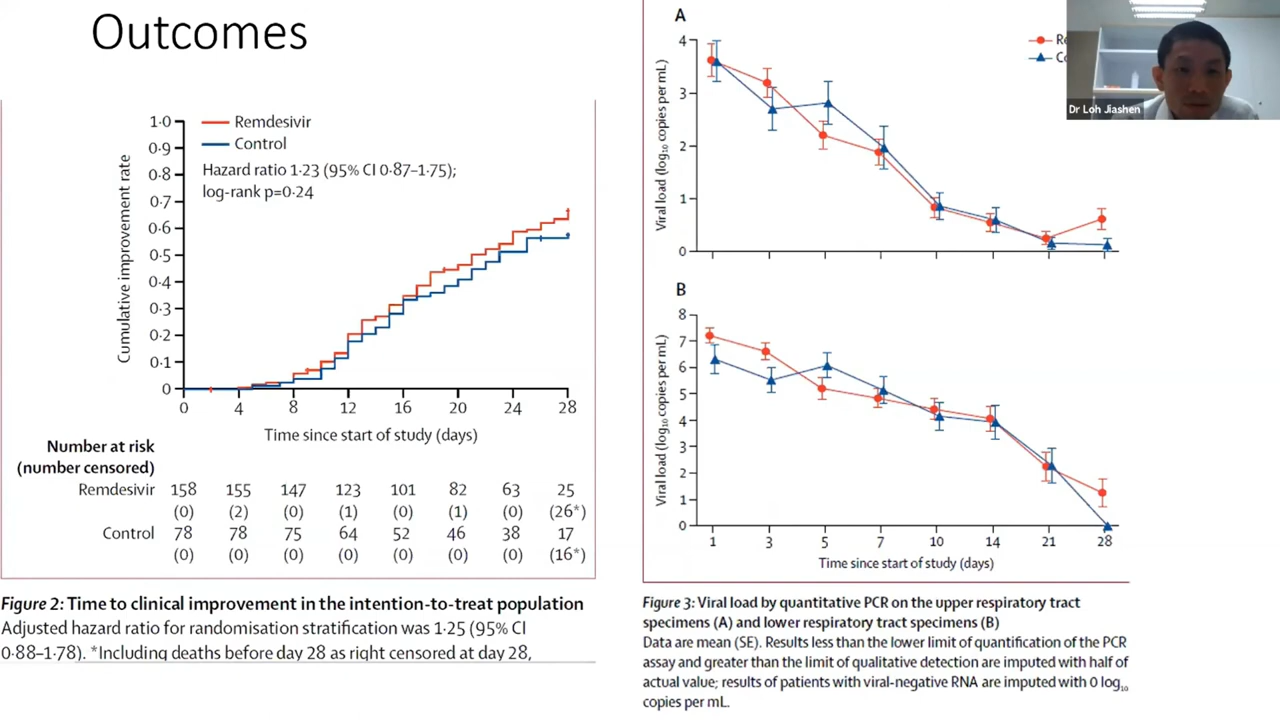 Outcomes
1·0
0·9
0·8
0·7
0·6
0·5
0·4
0·3
0·2
0·1
0
Cumulative improvement rate
Remdesivir
Control
Hazard ratio 1·23 (95% CI 0·87–1·75);
log-rank p=0·24
0 4 8 12 16 20 24 28
Time since start of study (days)
Number at risk
(number censored)
Remdesivir 158 155 147 123 101 82 63 25
(0) (2) (0) (1) (0) (1) (0) (26*)
Control 78 78 75 64 52 46 38 17
(0) (0) (0) (0) (0) (0) (0) (16*)
Figure 2: Time to clinical improvement in the intention-to-treat population
Adjusted hazard ratio for randomisation stratification was 1·25 (95% CI
0·88–1·78). *Including deaths before day 28 as right censored at day 28,
A
4
3
2
1
0
Viral load (log₁₀ copies per mL)
Dr Loh Jiashen
B
8
7
6
5
4
3
2
1
0
Viral load (log₁₀ copies per mL)
1 3 5 7 10 14 21 28
Time since start of study (days)
Figure 3: Viral load by quantitative PCR on the upper respiratory tract
specimens (A) and lower respiratory tract specimens (B)
Data are mean (SE). Results less than the lower limit of quantification of the PCR
assay and greater than the limit of qualitative detection are imputed with half of
actual value; results of patients with viral-negative RNA are imputed with 0 log₁₀
copies per mL.